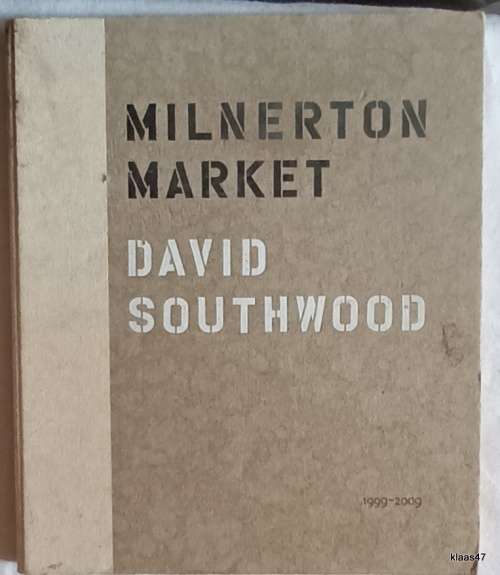 MILNERTON
MARKET
DAVID
SOUTHWOOD
1999-2009
klaas47